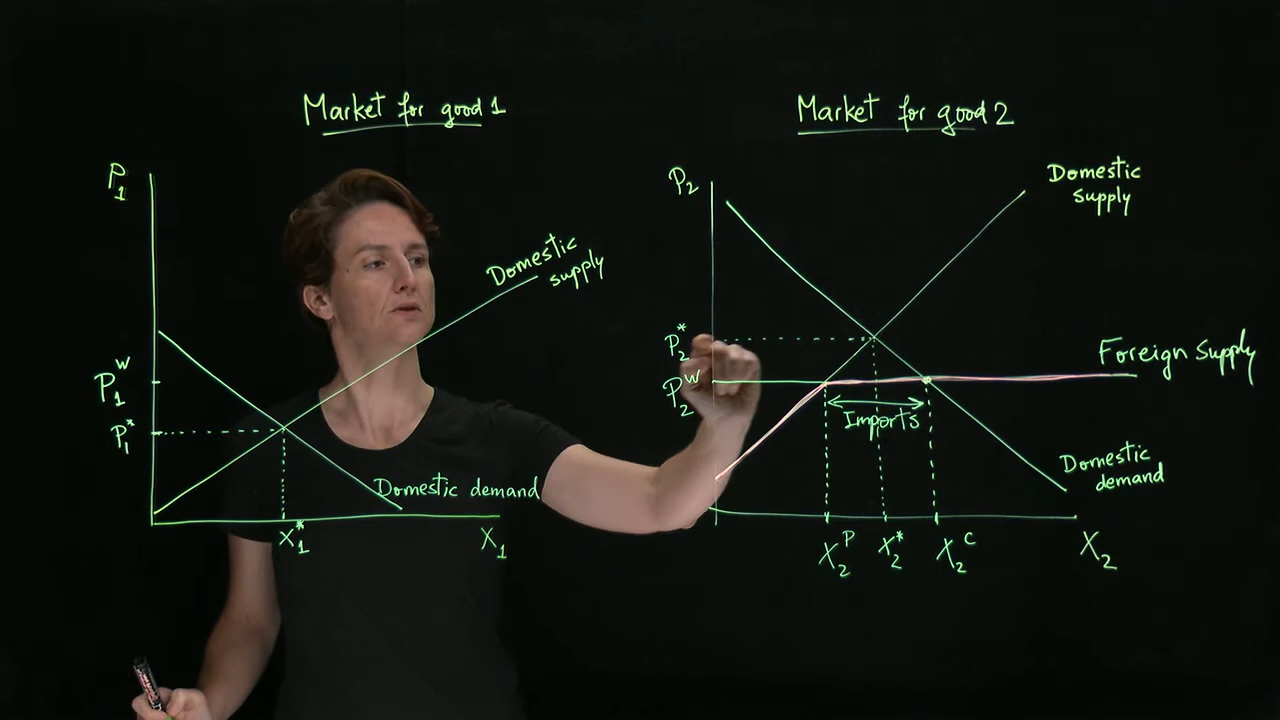 Market for good 1
P₁
P₁ᵂ
P₁*
Domestic
supply
Domestic demand
X₁*
X₁
Market for good 2
P₂
P₂*
P₂ᵂ
Domestic
supply
Foreign Supply
Imports
Domestic
demand
X₂ᴾ
X₂*
X₂ᶜ
X₂